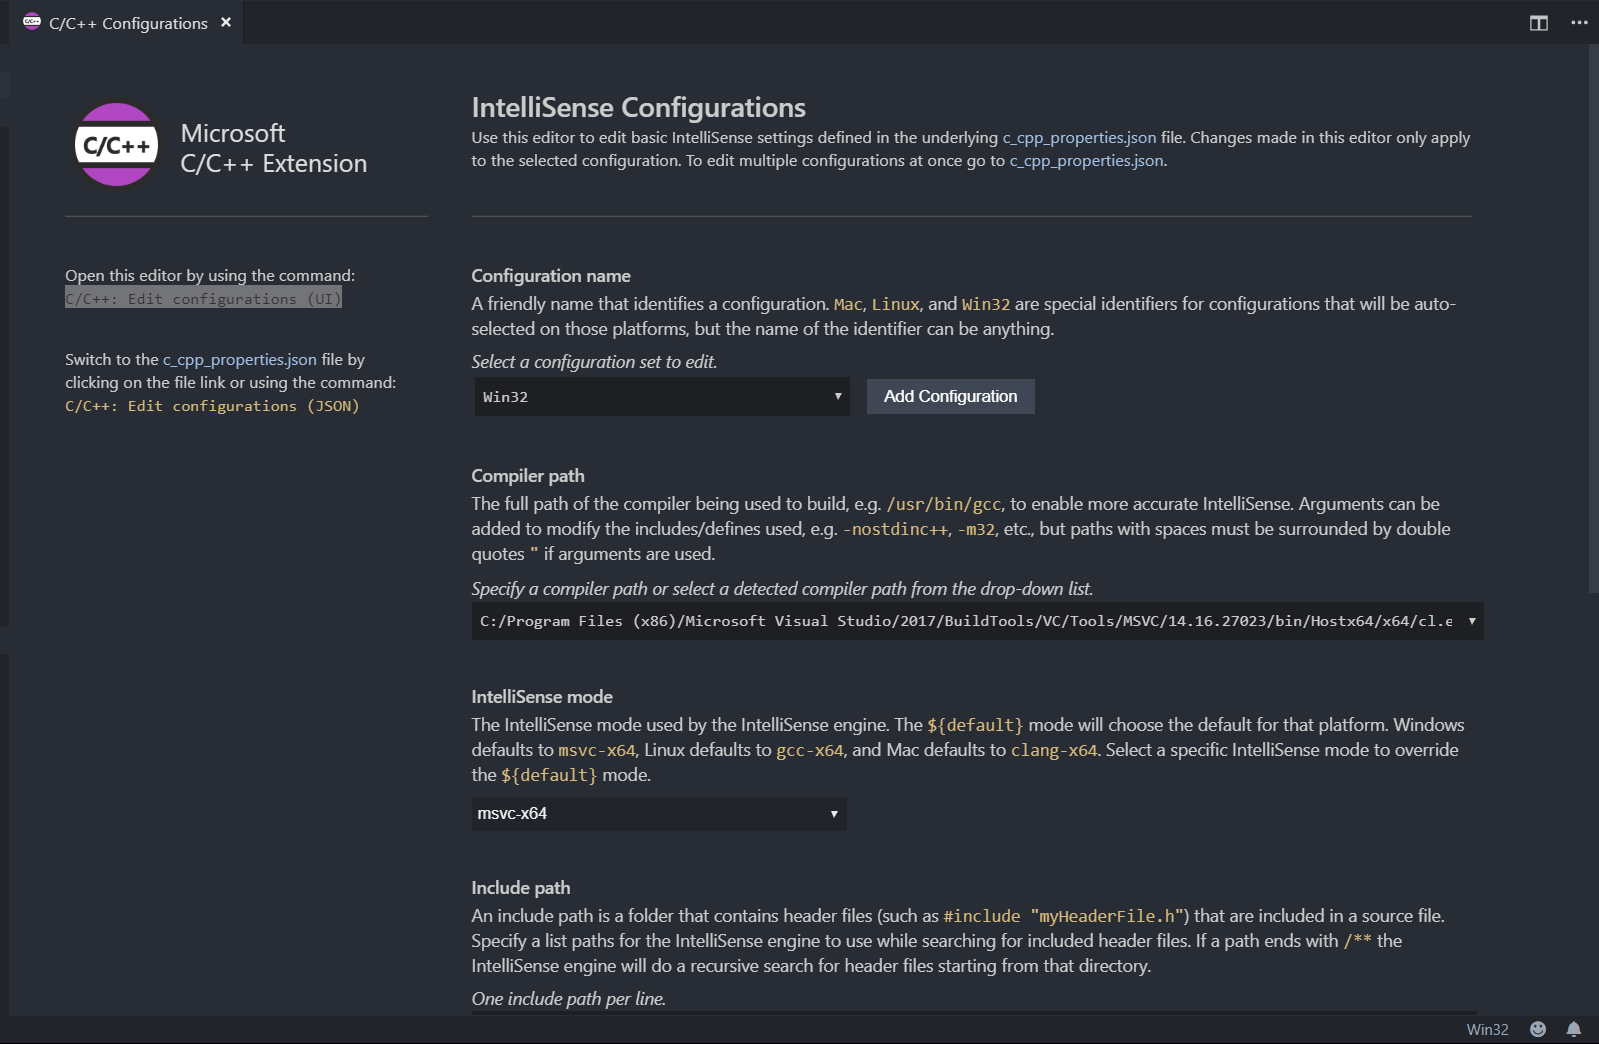 C/C++ Configurations
C/C++
Microsoft
C/C++ Extension
Open this editor by using the command:
C/C++: Edit configurations (UI)
Switch to the c_cpp_properties.json file by
clicking on the file link or using the command:
C/C++: Edit configurations (JSON)
IntelliSense Configurations
Use this editor to edit basic IntelliSense settings defined in the underlying c_cpp_properties.json file. Changes made in this editor only apply
to the selected configuration. To edit multiple configurations at once go to c_cpp_properties.json.
Configuration name
A friendly name that identifies a configuration. Mac, Linux, and Win32 are special identifiers for configurations that will be auto-
selected on those platforms, but the name of the identifier can be anything.
Select a configuration set to edit.
Win32
Add Configuration
Compiler path
The full path of the compiler being used to build, e.g. /usr/bin/gcc, to enable more accurate IntelliSense. Arguments can be
added to modify the includes/defines used, e.g. -nostdinc++, -m32, etc., but paths with spaces must be surrounded by double
quotes " if arguments are used.
Specify a compiler path or select a detected compiler path from the drop-down list.
C:/Program Files (x86)/Microsoft Visual Studio/2017/BuildTools/VC/Tools/MSVC/14.16.27023/bin/Hostx64/x64/cl.e
IntelliSense mode
The IntelliSense mode used by the IntelliSense engine. The ${default} mode will choose the default for that platform. Windows
defaults to msvc-x64, Linux defaults to gcc-x64, and Mac defaults to clang-x64. Select a specific IntelliSense mode to override
the ${default} mode.
msvc-x64
Include path
An include path is a folder that contains header files (such as #include "myHeaderFile.h") that are included in a source file.
Specify a list paths for the IntelliSense engine to use while searching for included header files. If a path ends with /** the
IntelliSense engine will do a recursive search for header files starting from that directory.
One include path per line.
Win32